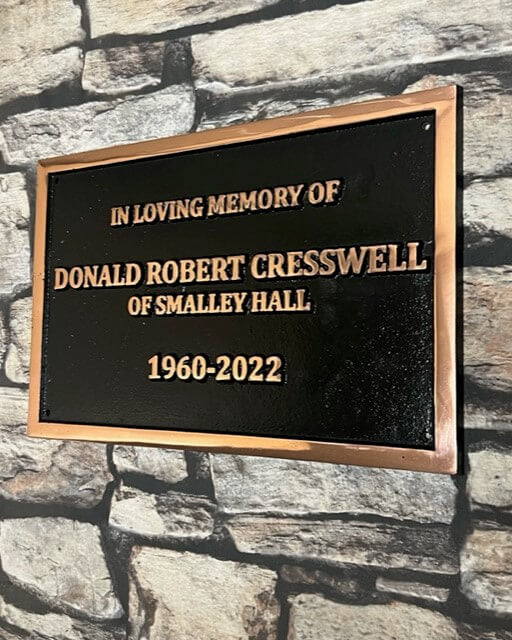 IN LOVING MEMORY OF
DONALD ROBERT CRESSWELL
OF SMALLEY HALL
1960-2022